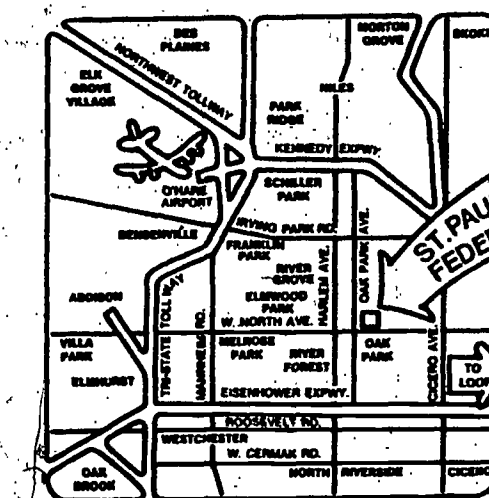 DES
PLAINES
MORTON
GROVE
SKOKI
ELK
GROVE
VILLAGE
NORTHWEST TOLLWAY
NILES
PARK
RIDGE
KENNEDY EXPWY
O'HARE
AIRPORT
SCHILLER
PARK
IRVING PARK RD.
BENSENVILLE
FRANKLIN
PARK
OAK PARK AVE.
ST. PAUL
FEDER
RIVER
GROVE
HARLEM AVE.
ADDISON
TRI-STATE TOLLWAY
MANNHEIM RD.
ELMWOOD
PARK
W. NORTH AVE.
CICERO AVE.
VILLA
PARK
MELROSE
PARK
RIVER
FOREST
OAK
PARK
TO
LOOP
ELMHURST
EISENHOWER EXPWY.
ROOSEVELT RD.
WESTCHESTER
W. CERMAK RD.
OAK
BROOK
NORTH RIVERSIDE
CICERO